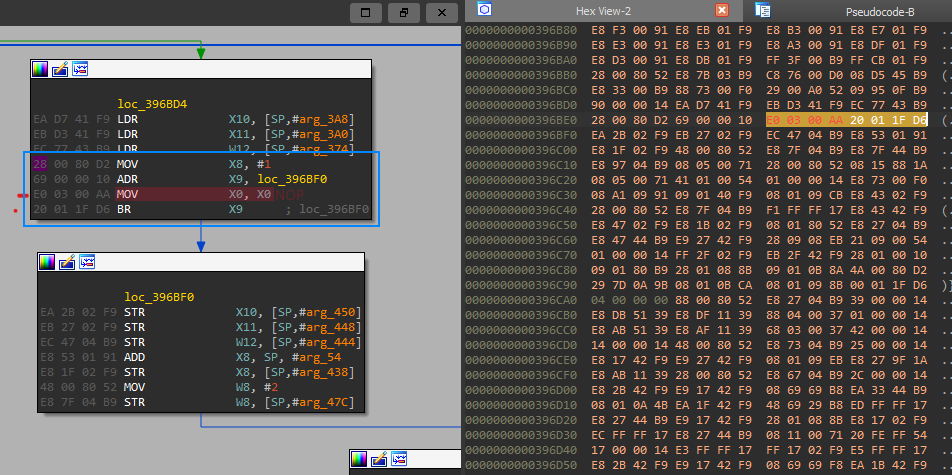 loc_396BD4
EA D7 41 F9 LDR X10, [SP,#arg_3A8]
EB D3 41 F9 LDR X11, [SP,#arg_3A0]
EC 77 43 B9 LDR W12, [SP,#arg_374]
28 00 80 D2 MOV X8, #1
69 00 00 10 ADR X9, loc_396BF0
E0 03 00 AA MOV X0, X0 NOP
20 01 1F D6 BR X9 ; loc_396BF0
loc_396BF0
EA 2B 02 F9 STR X10, [SP,#arg_450]
EB 27 02 F9 STR X11, [SP,#arg_448]
EC 47 04 B9 STR W12, [SP,#arg_444]
E8 53 01 91 ADD X8, SP, #arg_54
E8 1F 02 F9 STR X8, [SP,#arg_438]
48 00 80 52 MOV W8, #2
E8 7F 04 B9 STR W8, [SP,#arg_47C]
Hex View-2
Pseudocode-B
0000000000396B80 E8 F3 00 91 E8 EB 01 F9 E8 B3 00 91 E8 E7 01 F9 ..
0000000000396B90 E8 E3 00 91 E8 E3 01 F9 E8 A3 00 91 E8 DF 01 F9 ..
0000000000396BA0 E8 D3 00 91 E8 DB 01 F9 FF 3F 00 B9 FF CB 01 F9 ..
0000000000396BB0 28 00 80 52 E8 7B 03 B9 C8 76 00 D0 08 D5 45 B9 (.
0000000000396BC0 E8 33 00 B9 88 73 00 F0 29 00 A0 52 09 95 0F B9 ..
0000000000396BD0 90 00 00 14 EA D7 41 F9 EB D3 41 F9 EC 77 43 B9 ..
0000000000396BE0 28 00 80 D2 69 00 00 10 E0 03 00 AA 20 01 1F D6 (.
0000000000396BF0 EA 2B 02 F9 EB 27 02 F9 EC 47 04 B9 E8 53 01 91 ..
0000000000396C00 E8 1F 02 F9 48 00 80 52 E8 7F 04 B9 E8 7F 44 B9 ..
0000000000396C10 E8 97 04 B9 08 05 00 71 28 00 80 52 08 15 88 1A ..
0000000000396C20 08 05 00 71 41 01 00 54 01 00 00 14 E8 73 00 F0 ..
0000000000396C30 08 A1 09 91 09 01 40 F9 08 01 09 CB E8 43 02 F9 ..
0000000000396C40 28 00 80 52 E8 7F 04 B9 F1 FF FF 17 E8 43 42 F9 (.
0000000000396C50 E8 47 02 F9 E8 1B 02 F9 08 01 80 52 E8 27 04 B9 ..
0000000000396C60 E8 47 44 B9 E9 27 42 F9 28 09 08 EB 21 09 00 54 ..
0000000000396C70 01 00 00 14 FF 2F 02 F9 EB 2F 42 F9 28 01 00 10 ..
0000000000396C80 09 01 80 B9 28 01 08 8B 09 01 0B 8A 4A 00 80 D2 ..
0000000000396C90 29 7D 0A 9B 08 01 0B CA 08 01 09 8B 00 01 1F D6 )}
0000000000396CA0 04 00 00 00 88 00 80 52 E8 27 04 B9 39 00 00 14 ..
0000000000396CB0 E8 DB 51 39 E8 DF 11 39 88 04 00 37 01 00 00 14 ..
0000000000396CC0 E8 AB 51 39 E8 AF 11 39 68 03 00 37 42 00 00 14 ..
0000000000396CD0 14 00 00 14 48 00 80 52 E8 73 04 B9 25 00 00 14 ..
0000000000396CE0 E8 17 42 F9 E9 27 42 F9 08 01 09 EB E8 27 9F 1A ..
0000000000396CF0 E8 AB 11 39 28 00 80 52 E8 67 04 B9 2C 00 00 14 ..
0000000000396D00 E8 2B 42 F9 E9 17 42 F9 08 69 69 B8 EA 33 44 B9 ..
0000000000396D10 08 01 0A 4B EA 1F 42 F9 48 69 29 B8 ED FF FF 17 ..
0000000000396D20 E8 27 44 B9 E9 17 42 F9 28 01 08 8B E8 17 02 F9 ..
0000000000396D30 EC FF FF 17 E8 27 44 B9 08 11 00 71 20 FE FF 54 ..
0000000000396D40 17 00 00 14 E3 FF FF 17 FF 17 02 F9 E5 FF FF 17 ..
0000000000396D50 E8 2B 42 F9 E9 17 42 F9 08 69 69 F8 EA 1B 42 F9 ..